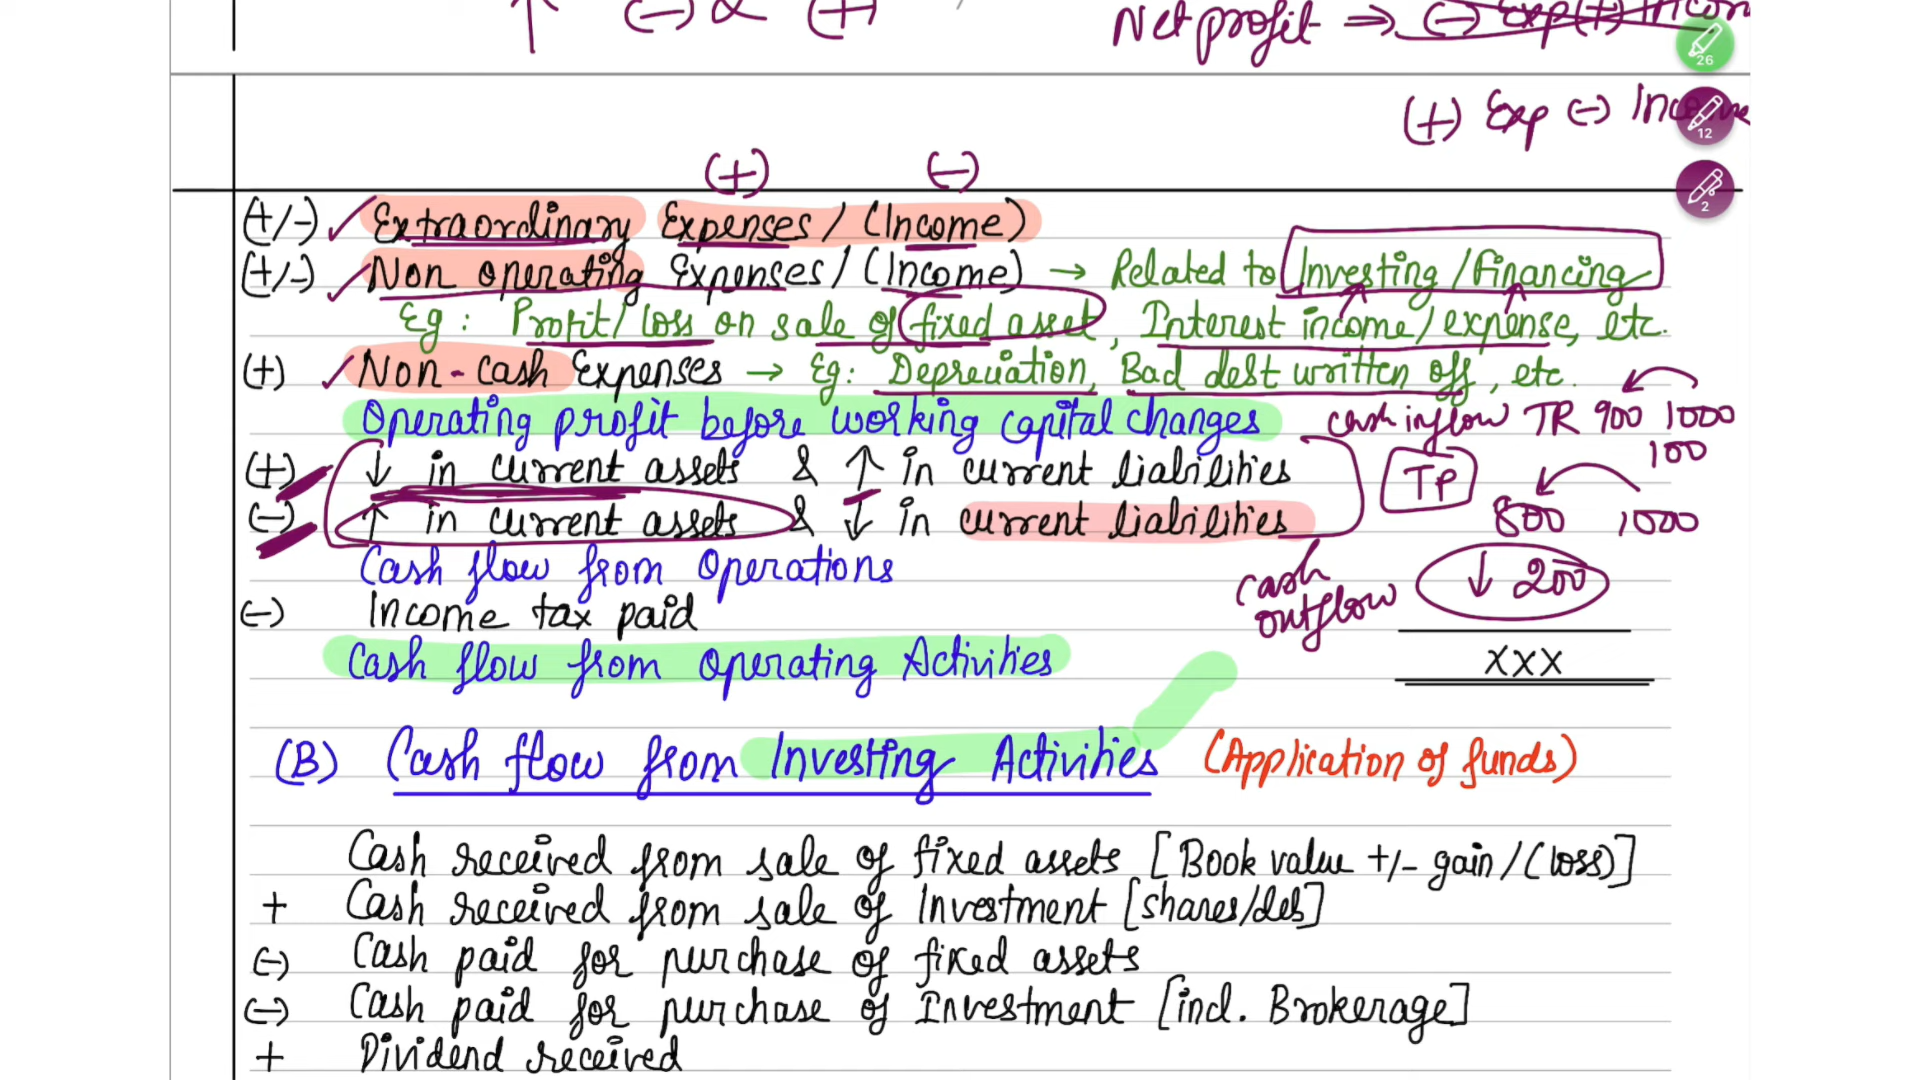 ↑ (-) ∝ (+)
Net profit ⇒ (-) Exp (+) Incom
26
(+) Exp (-) Income
12
(+) (-)
2
(+/-) ✓ Extraordinary Expenses / (Income)
(+/-) ✓ Non operating Expenses / (Income) → Related to Investing / Financing
Eg : Profit / loss on sale of fixed asset, Interest income / expense, etc.
(+) ✓ Non-cash Expenses → Eg: Depreciation, Bad debt written off, etc.
Operating profit before working capital changes
cash inflow TR 900 1000
100
(+) ↓ in current assets & ↑ in current liabilities
TP
(-) ↑ in current assets & ↓ in current liabilities
800 1000
Cash flow from Operations
cash outflow
↓ 200
(-) Income tax paid
Cash flow from Operating Activities
XXX
(B) Cash flow from Investing Activities (Application of funds)
Cash received from sale of fixed assets [Book value +/- gain / (loss)]
+ Cash received from sale of Investment [shares/deb]
(-) Cash paid for purchase of fixed assets
(-) Cash paid for purchase of Investment [incl. Brokerage]
+ Dividend received